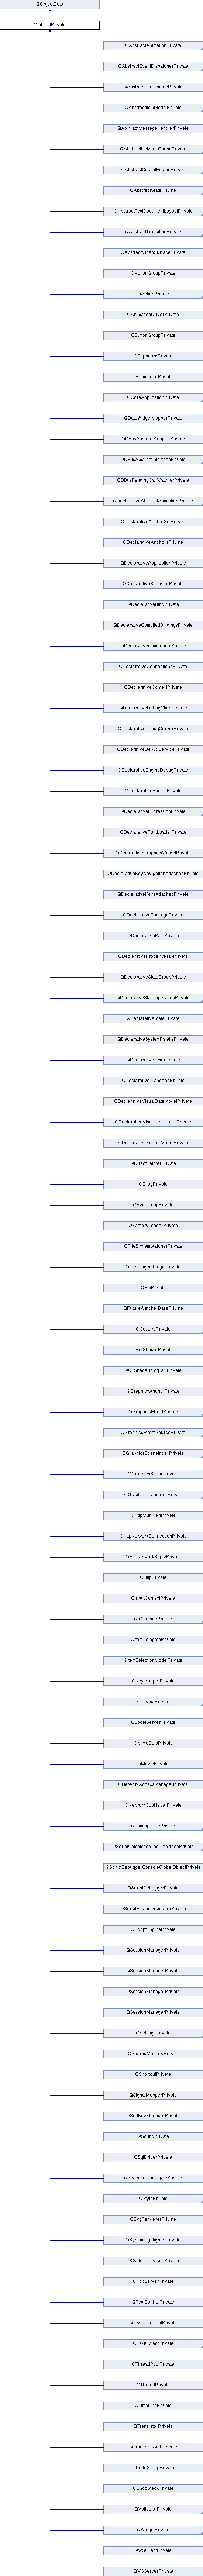 QObjectData
QObjectPrivate
QAbstractAnimationPrivate
QAbstractEventDispatcherPrivate
QAbstractFontEnginePrivate
QAbstractItemModelPrivate
QAbstractMessageHandlerPrivate
QAbstractNetworkCachePrivate
QAbstractSocketEnginePrivate
QAbstractStatePrivate
QAbstractTextDocumentLayoutPrivate
QAbstractTransitionPrivate
QAbstractVideoSurfacePrivate
QActionGroupPrivate
QActionPrivate
QAnimationDriverPrivate
QButtonGroupPrivate
QClipboardPrivate
QCompleterPrivate
QCoreApplicationPrivate
QDataWidgetMapperPrivate
QDBusAbstractAdaptorPrivate
QDBusAbstractInterfacePrivate
QDBusPendingCallWatcherPrivate
QDeclarativeAbstractAnimationPrivate
QDeclarativeAnchorSetPrivate
QDeclarativeAnchorsPrivate
QDeclarativeApplicationPrivate
QDeclarativeBehaviorPrivate
QDeclarativeBindPrivate
QDeclarativeCompiledBindingsPrivate
QDeclarativeComponentPrivate
QDeclarativeConnectionsPrivate
QDeclarativeContextPrivate
QDeclarativeDebugClientPrivate
QDeclarativeDebugServerPrivate
QDeclarativeDebugServicePrivate
QDeclarativeEngineDebugPrivate
QDeclarativeEnginePrivate
QDeclarativeExpressionPrivate
QDeclarativeFontLoaderPrivate
QDeclarativeGraphicsWidgetPrivate
QDeclarativeKeyNavigationAttachedPrivate
QDeclarativeKeysAttachedPrivate
QDeclarativePackagePrivate
QDeclarativePathPrivate
QDeclarativePropertyMapPrivate
QDeclarativeStateGroupPrivate
QDeclarativeStateOperationPrivate
QDeclarativeStatePrivate
QDeclarativeSystemPalettePrivate
QDeclarativeTimerPrivate
QDeclarativeTransitionPrivate
QDeclarativeVisualDataModelPrivate
QDeclarativeVisualItemModelPrivate
QDeclarativeXmlListModelPrivate
QDirectPainterPrivate
QDragPrivate
QEventLoopPrivate
QFactoryLoaderPrivate
QFileSystemWatcherPrivate
QFontEnginePluginPrivate
QFtpPrivate
QFutureWatcherBasePrivate
QGesturePrivate
QGLShaderPrivate
QGLShaderProgramPrivate
QGraphicsAnchorPrivate
QGraphicsEffectPrivate
QGraphicsEffectSourcePrivate
QGraphicsSceneIndexPrivate
QGraphicsScenePrivate
QGraphicsTransformPrivate
QHttpMultiPartPrivate
QHttpNetworkConnectionPrivate
QHttpNetworkReplyPrivate
QHttpPrivate
QInputContextPrivate
QIODevicePrivate
QItemDelegatePrivate
QItemSelectionModelPrivate
QKeyMapperPrivate
QLayoutPrivate
QLocalServerPrivate
QMimeDataPrivate
QMoviePrivate
QNetworkAccessManagerPrivate
QNetworkCookieJarPrivate
QPixmapFilterPrivate
QScriptCompletionTaskInterfacePrivate
QScriptDebuggerConsoleGlobalObjectPrivate
QScriptDebuggerPrivate
QScriptEngineDebuggerPrivate
QScriptEnginePrivate
QSessionManagerPrivate
QSessionManagerPrivate
QSessionManagerPrivate
QSessionManagerPrivate
QSettingsPrivate
QSharedMemoryPrivate
QShortcutPrivate
QSignalMapperPrivate
QSoftKeyManagerPrivate
QSoundPrivate
QSqlDriverPrivate
QStyledItemDelegatePrivate
QStylePrivate
QSvgRendererPrivate
QSyntaxHighlighterPrivate
QSystemTrayIconPrivate
QTcpServerPrivate
QTextControlPrivate
QTextDocumentPrivate
QTextObjectPrivate
QThreadPoolPrivate
QThreadPrivate
QTimeLinePrivate
QTranslatorPrivate
QTransportAuthPrivate
QUndoGroupPrivate
QUndoStackPrivate
QValidatorPrivate
QWidgetPrivate
QWSClientPrivate
QWSServerPrivate